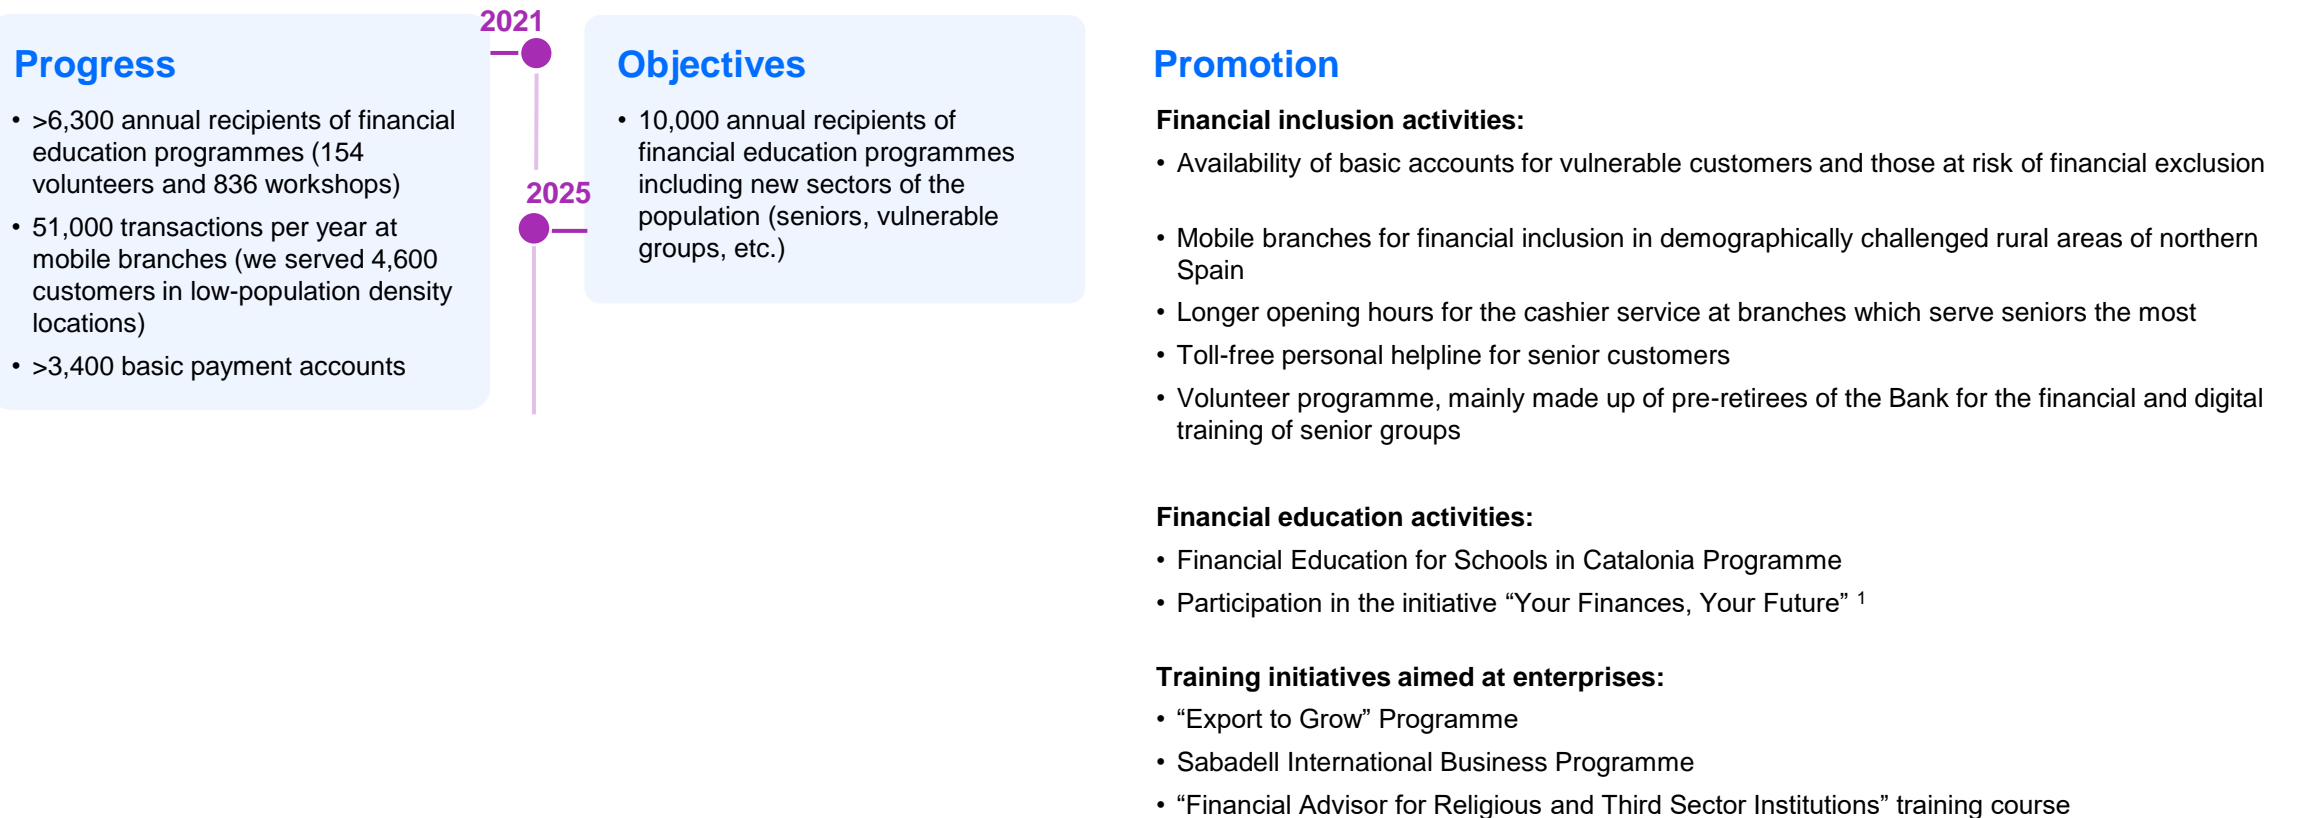 Progress
• >6,300 annual recipients of financial
education programmes (154
volunteers and 836 workshops)
• 51,000 transactions per year at
mobile branches (we served 4,600
customers in low-population density
locations)
• >3,400 basic payment accounts
2021
2025
Objectives
• 10,000 annual recipients of
financial education programmes
including new sectors of the
population (seniors, vulnerable
groups, etc.)
Promotion
Financial inclusion activities:
• Availability of basic accounts for vulnerable customers and those at risk of financial exclusion
• Mobile branches for financial inclusion in demographically challenged rural areas of northern
Spain
• Longer opening hours for the cashier service at branches which serve seniors the most
• Toll-free personal helpline for senior customers
• Volunteer programme, mainly made up of pre-retirees of the Bank for the financial and digital
training of senior groups
Financial education activities:
• Financial Education for Schools in Catalonia Programme
• Participation in the initiative “Your Finances, Your Future” 1
Training initiatives aimed at enterprises:
• “Export to Grow” Programme
• Sabadell International Business Programme
• “Financial Advisor for Religious and Third Sector Institutions” training course